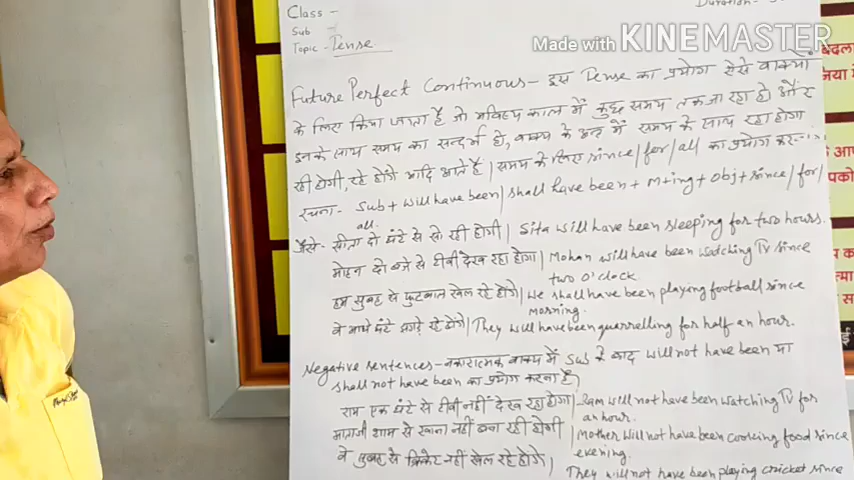 Class -
Sub -
Topic - Tense
Duration -
Made with KINEMASTER
Future Perfect Continuous - इस Tense का प्रयोग ऐसे वाक्यों
के लिए किया जाता है जो भविष्य काल में कुछ समय तक जा रहा हो और
इनके साथ समय का सन्दर्भ हो, वाक्य के अन्त में समय के साथ रहा होगा
रही होगी, रहे होंगे आदि आते है | समय के लिए since/for/all का प्रयोग कर
रचना - Sub + will have been/shall have been + M+ing + Obj + since/for/
all.
जैसे - सीता दो घंटे से सो रही होगी | Sita will have been sleeping for two hours.
मोहन दो बजे से टीवी देख रहा होगा | Mohan will have been watching TV since
two o'clock.
हम सुबह से फुटबाल खेल रहे होंगे | We shall have been playing football since
morning.
वे आधे घंटे झगड़ रहे होंगे | They will have been quarrelling for half an hour.
Negative sentences - नकारात्मक वाक्य में Sub के बाद will not have been या
shall not have been का प्रयोग करना है |
राम एक घंटे से टीवी नहीं देख रहा होगा | Ram will not have been watching TV for
an hour.
माताजी शाम से खाना नहीं बना रही होगी | Mother will not have been cooking food since
evening.
वे सुबह से क्रिकेट नहीं खेल रहे होंगे | They will not have been playing cricket since